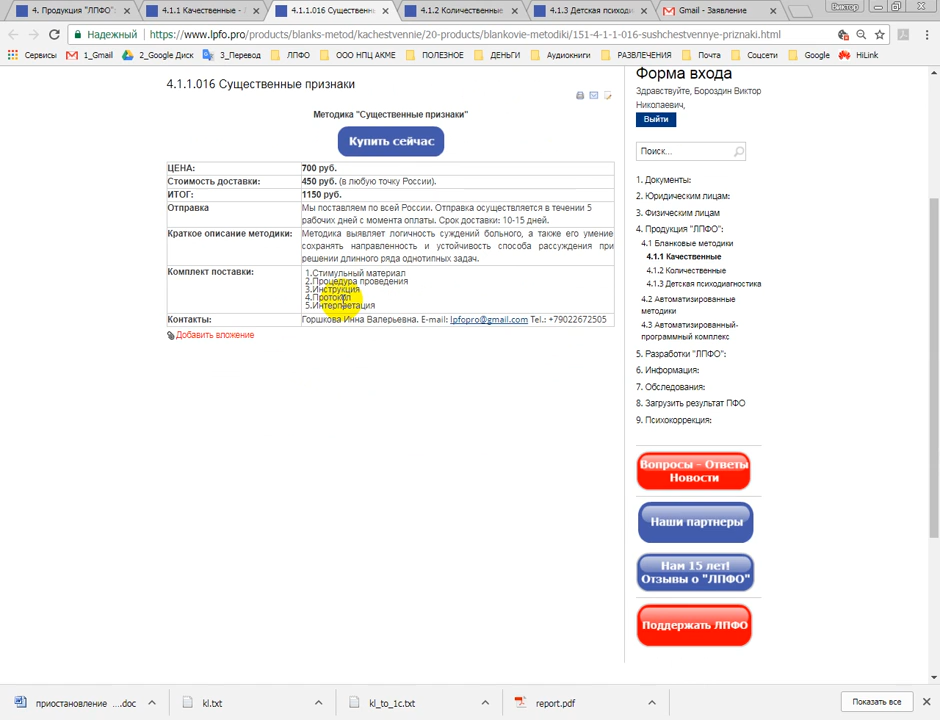 4. Продукция "ЛПФО":
4.1.1 Качественные - Л
4.1.1.016 Существенн
4.1.2 Количественные
4.1.3 Детская психоди
Gmail - Заявление
Виктор
Надежный
https://www.lpfo.pro/products/blanks-metod/kachestvennie/20-products/blankovie-metodiki/151-4-1-1-016-sushchestvennye-priznaki.html
Сервисы
1_Gmail
2_Google Диск
3_Перевод
ЛПФО
ООО НПЦ АКМЕ
ПОЛЕЗНОЕ
ДЕНЬГИ
Аудиокниги
РАЗВЛЕЧЕНИЯ
Почта
Соцсети
Google
HiLink
4.1.1.016 Существенные признаки
Методика "Существенные признаки"
Купить сейчас
ЦЕНА: 700 руб.
Стоимость доставки: 450 руб. (в любую точку России).
ИТОГ: 1150 руб.
Отправка Мы поставляем по всей России. Отправка осуществляется в течении 5
рабочих дней с момента оплаты. Срок доставки: 10-15 дней.
Краткое описание методики: Методика выявляет логичность суждений больного, а также его умение
сохранять направленность и устойчивость способа рассуждения при
решении длинного ряда однотипных задач.
Комплект поставки: 1.Стимульный материал
2.Процедура проведения
3.Инструкция
4.Протокол
5.Интерпретация
Контакты: Горшкова Инна Валерьевна. E-mail: lpfopro@gmail.com Tel.: +79022672505
Добавить вложение
Форма входа
Здравствуйте, Бороздин Виктор
Николаевич,
Выйти
Поиск...
1. Документы:
2. Юридическим лицам:
3. Физическим лицам
4. Продукция "ЛПФО":
4.1 Бланковые методики
4.1.1 Качественные
4.1.2 Количественные
4.1.3 Детская психодиагностика
4.2 Автоматизированные
методики
4.3 Автоматизированный-
программный комплекс
5. Разработки "ЛПФО":
6. Информация:
7. Обследования:
8. Загрузить результат ПФО
9. Психокоррекция:
Вопросы - Ответы
Новости
Наши партнеры
Нам 15 лет!
Отзывы о "ЛПФО"
Поддержать ЛПФО
приостановление ....doc
kl.txt
kl_to_1c.txt
report.pdf
Показать все